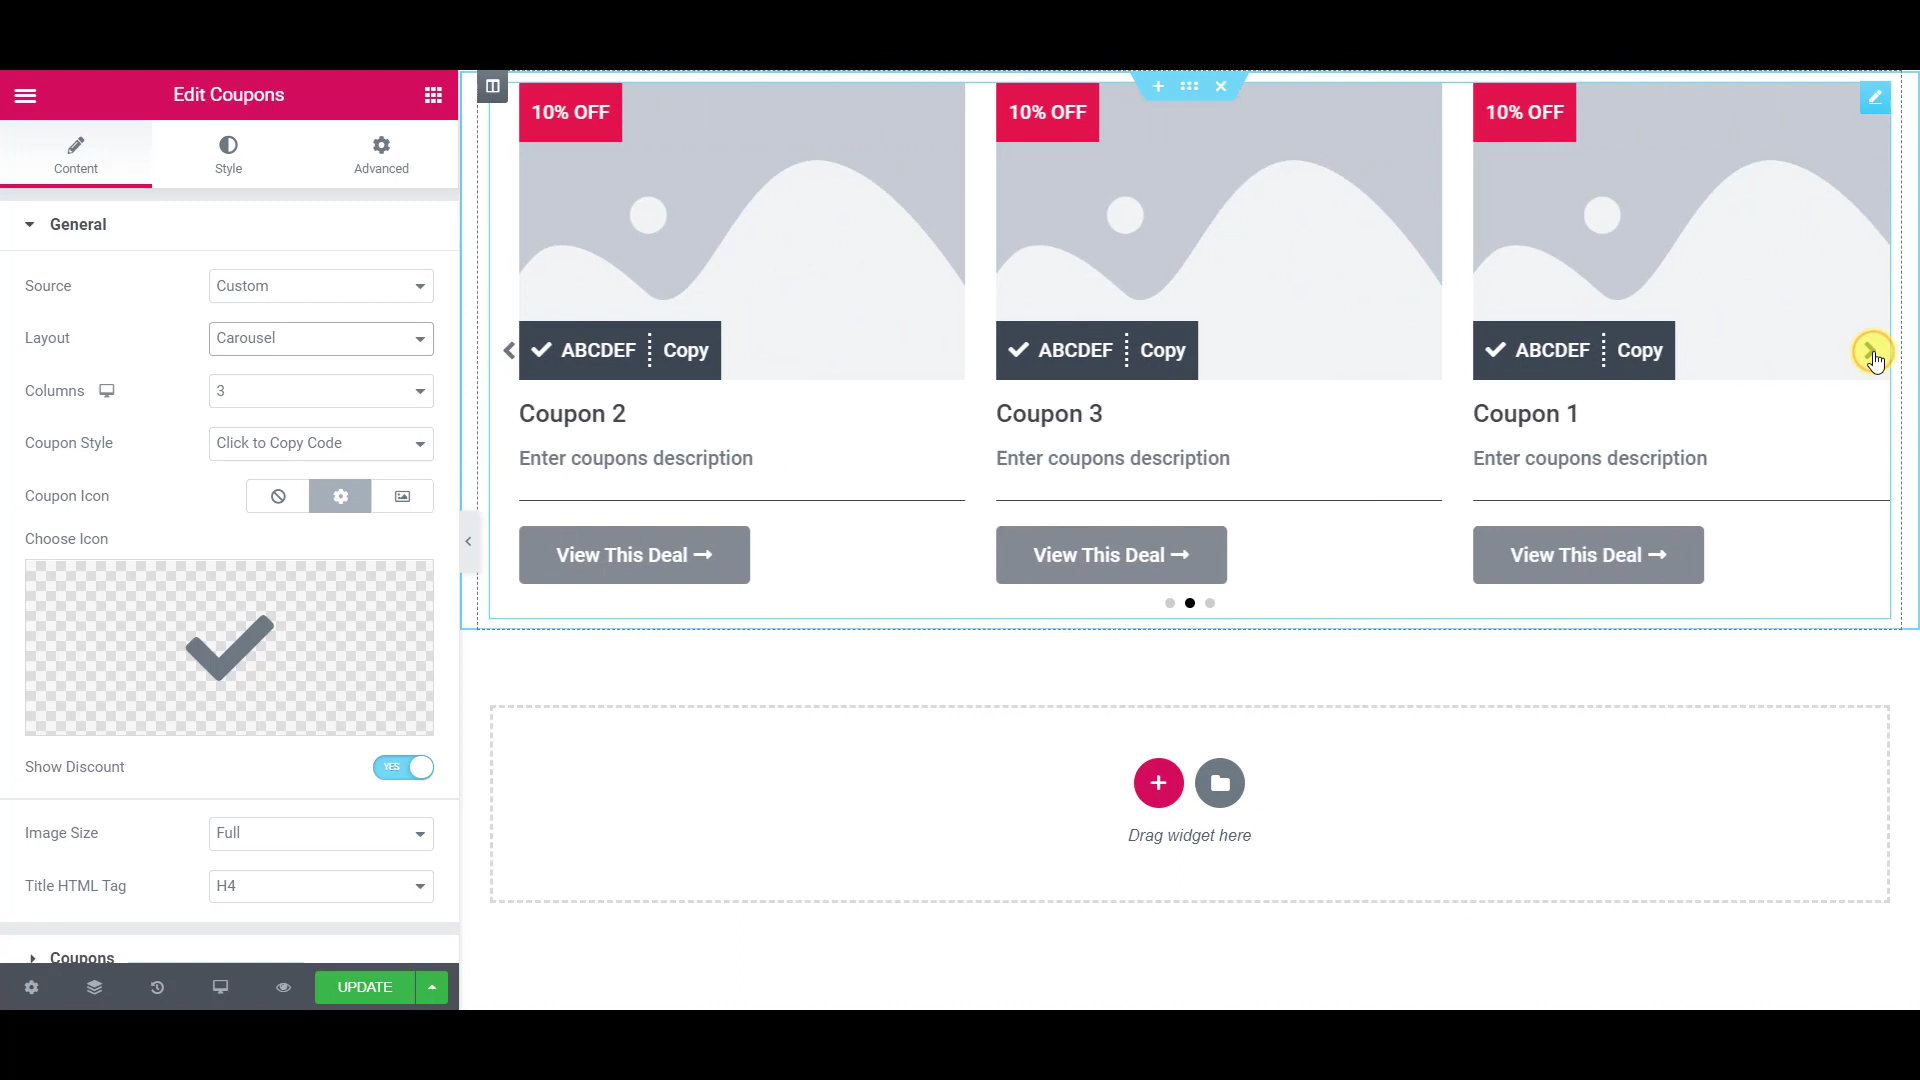 Edit Coupons
Content
Style
Advanced
General
Source
Custom
Layout
Carousel
Columns
3
Coupon Style
Click to Copy Code
Coupon Icon
Choose Icon
Show Discount
YES
Image Size
Full
Title HTML Tag
H4
Coupons
UPDATE
10% OFF
ABCDEF
Copy
Coupon 2
Enter coupons description
View This Deal →
10% OFF
ABCDEF
Copy
Coupon 3
Enter coupons description
View This Deal →
10% OFF
ABCDEF
Copy
Coupon 1
Enter coupons description
View This Deal →
Drag widget here